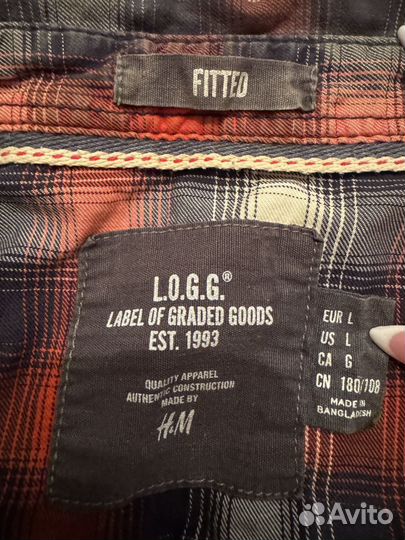 FITTED
L.O.G.G.®
LABEL OF GRADED GOODS
EST. 1993
QUALITY APPAREL
AUTHENTIC CONSTRUCTION
MADE BY
H&M
EUR L
US L
CA G
CN 180/108
MADE IN
BANGLADESH
Avito